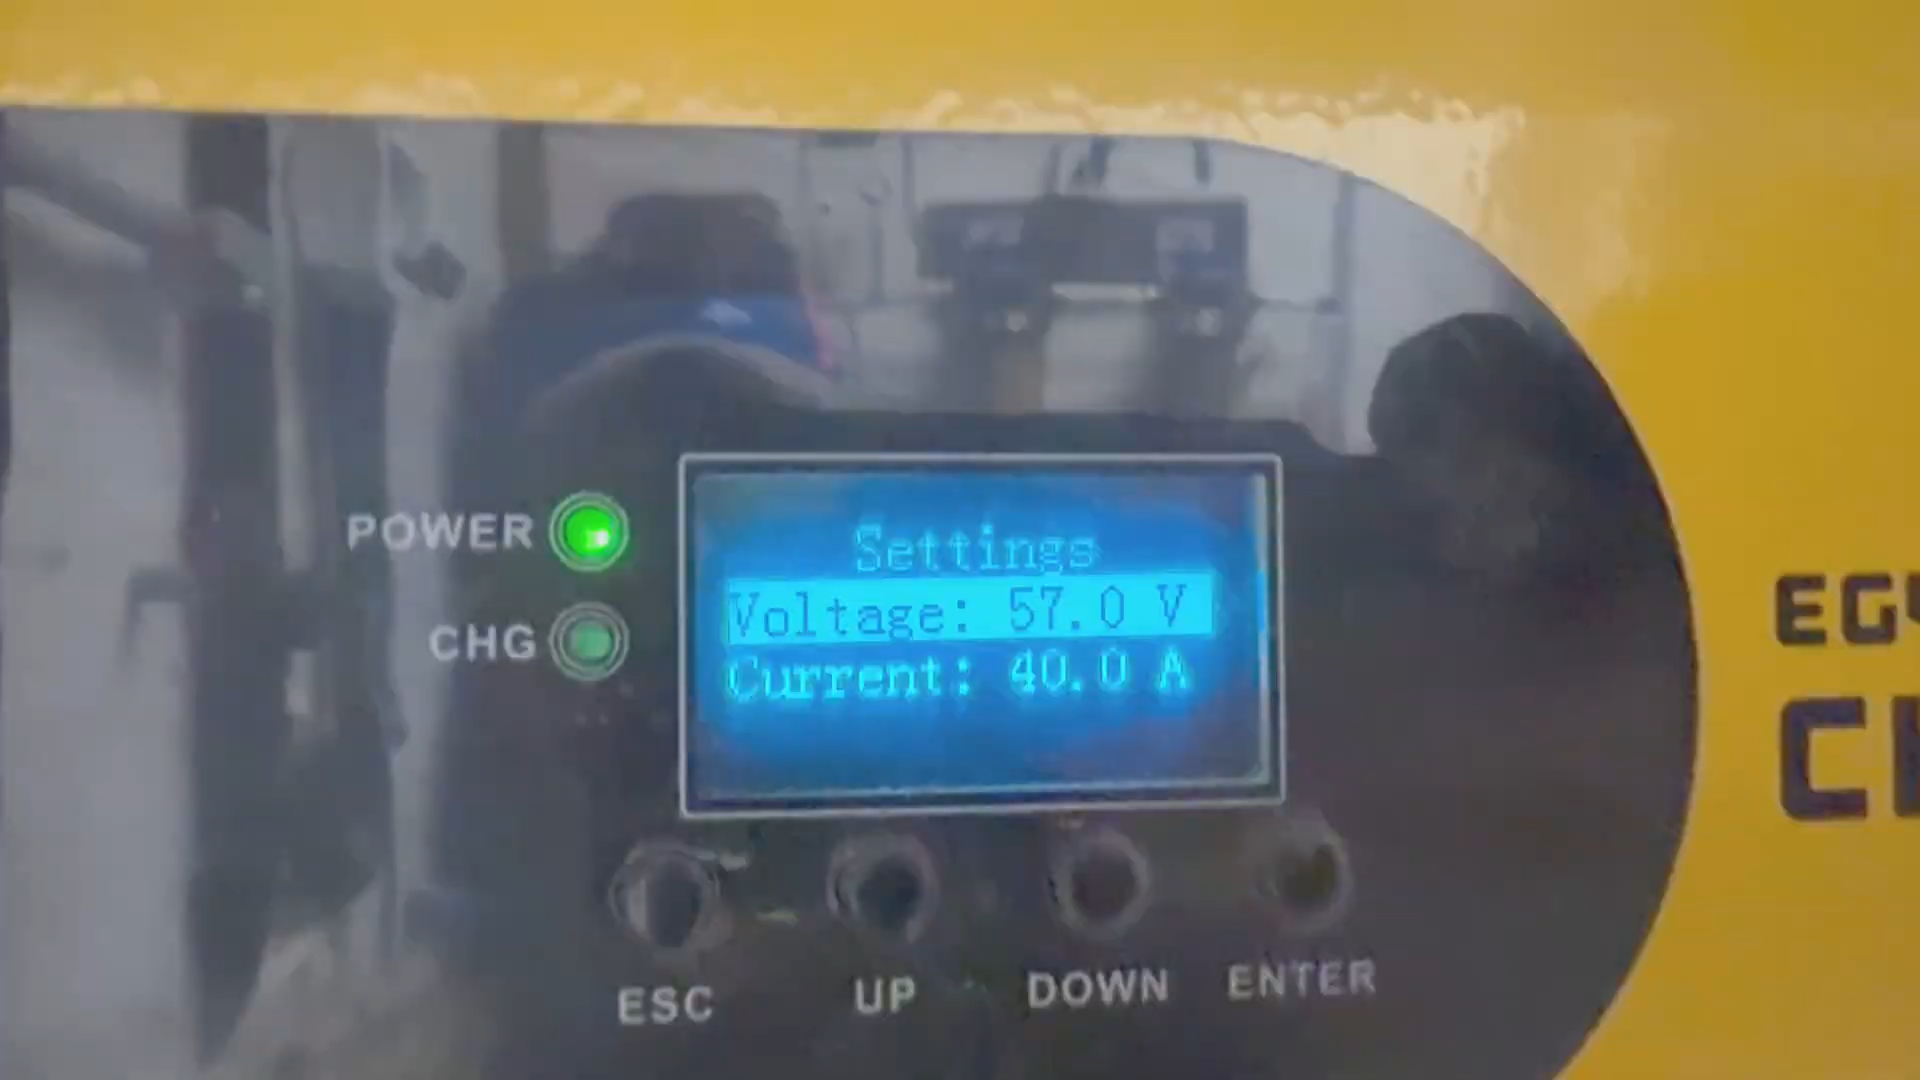 Settings
Voltage: 57.0 V
Current: 40.0 A
POWER
CHG
ESC UP DOWN ENTER